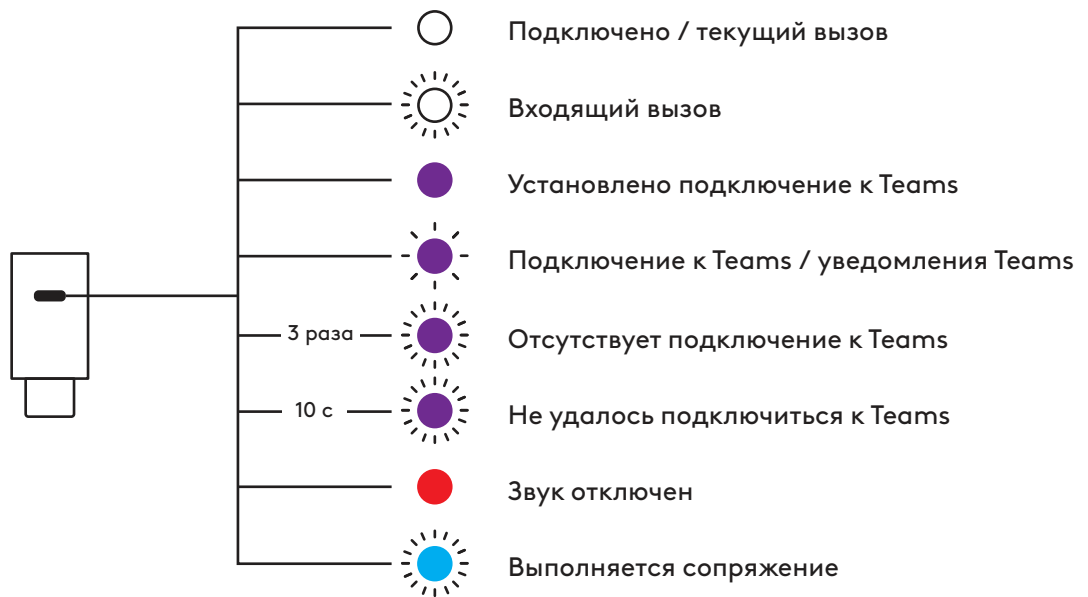 Подключено / текущий вызов
Входящий вызов
Установлено подключение к Teams
Подключение к Teams / уведомления Teams
3 раза Отсутствует подключение к Teams
10 с Не удалось подключиться к Teams
Звук отключен
Выполняется сопряжение